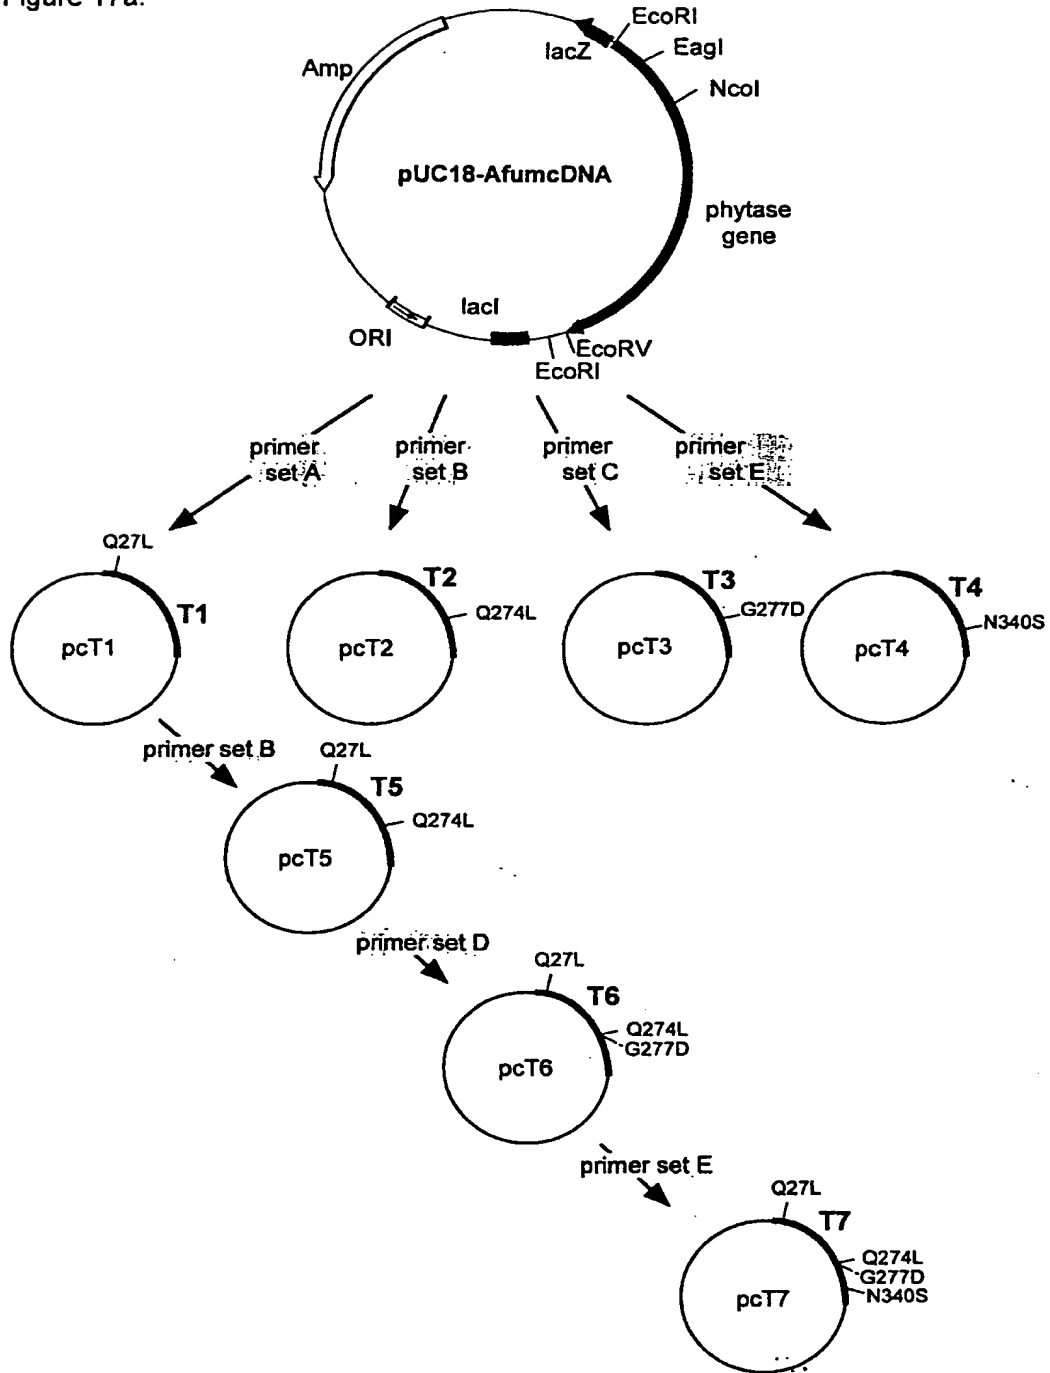 Figure 17a.
EcoRI
lacZ
EagI
Amp
NcoI
pUC18-AfumcDNA
phytase
gene
lacI
ORI
EcoRV
EcoRI
primer
set A
primer
set B
primer
set C
primer
set E
Q27L
T1
pcT1
T2
Q274L
pcT2
T3
G277D
pcT3
T4
N340S
pcT4
primer set B
Q27L
T5
Q274L
pcT5
primer set D
Q27L
T6
Q274L
G277D
pcT6
primer set E
Q27L
T7
Q274L
G277D
N340S
pcT7